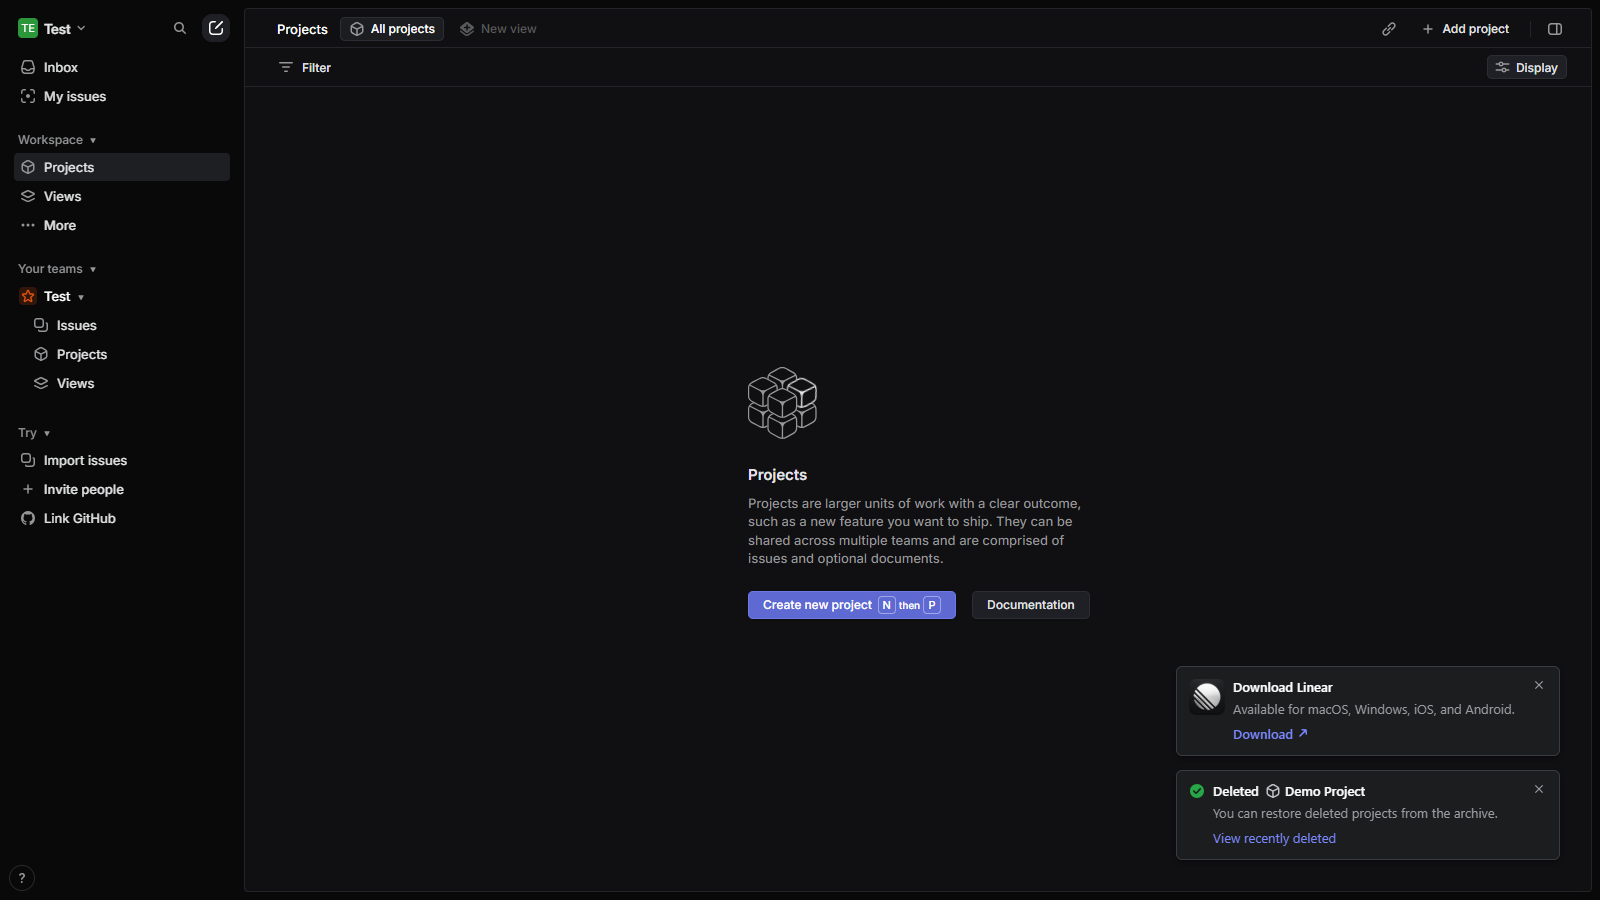 TE Test
Inbox
My issues
Workspace
Projects
Views
More
Your teams
Test
Issues
Projects
Views
Try
Import issues
Invite people
Link GitHub
?
Projects
All projects
New view
Add project
Filter
Display
Projects
Projects are larger units of work with a clear outcome,
such as a new feature you want to ship. They can be
shared across multiple teams and are comprised of
issues and optional documents.
Create new project N then P
Documentation
Download Linear
Available for macOS, Windows, iOS, and Android.
Download
Deleted Demo Project
You can restore deleted projects from the archive.
View recently deleted